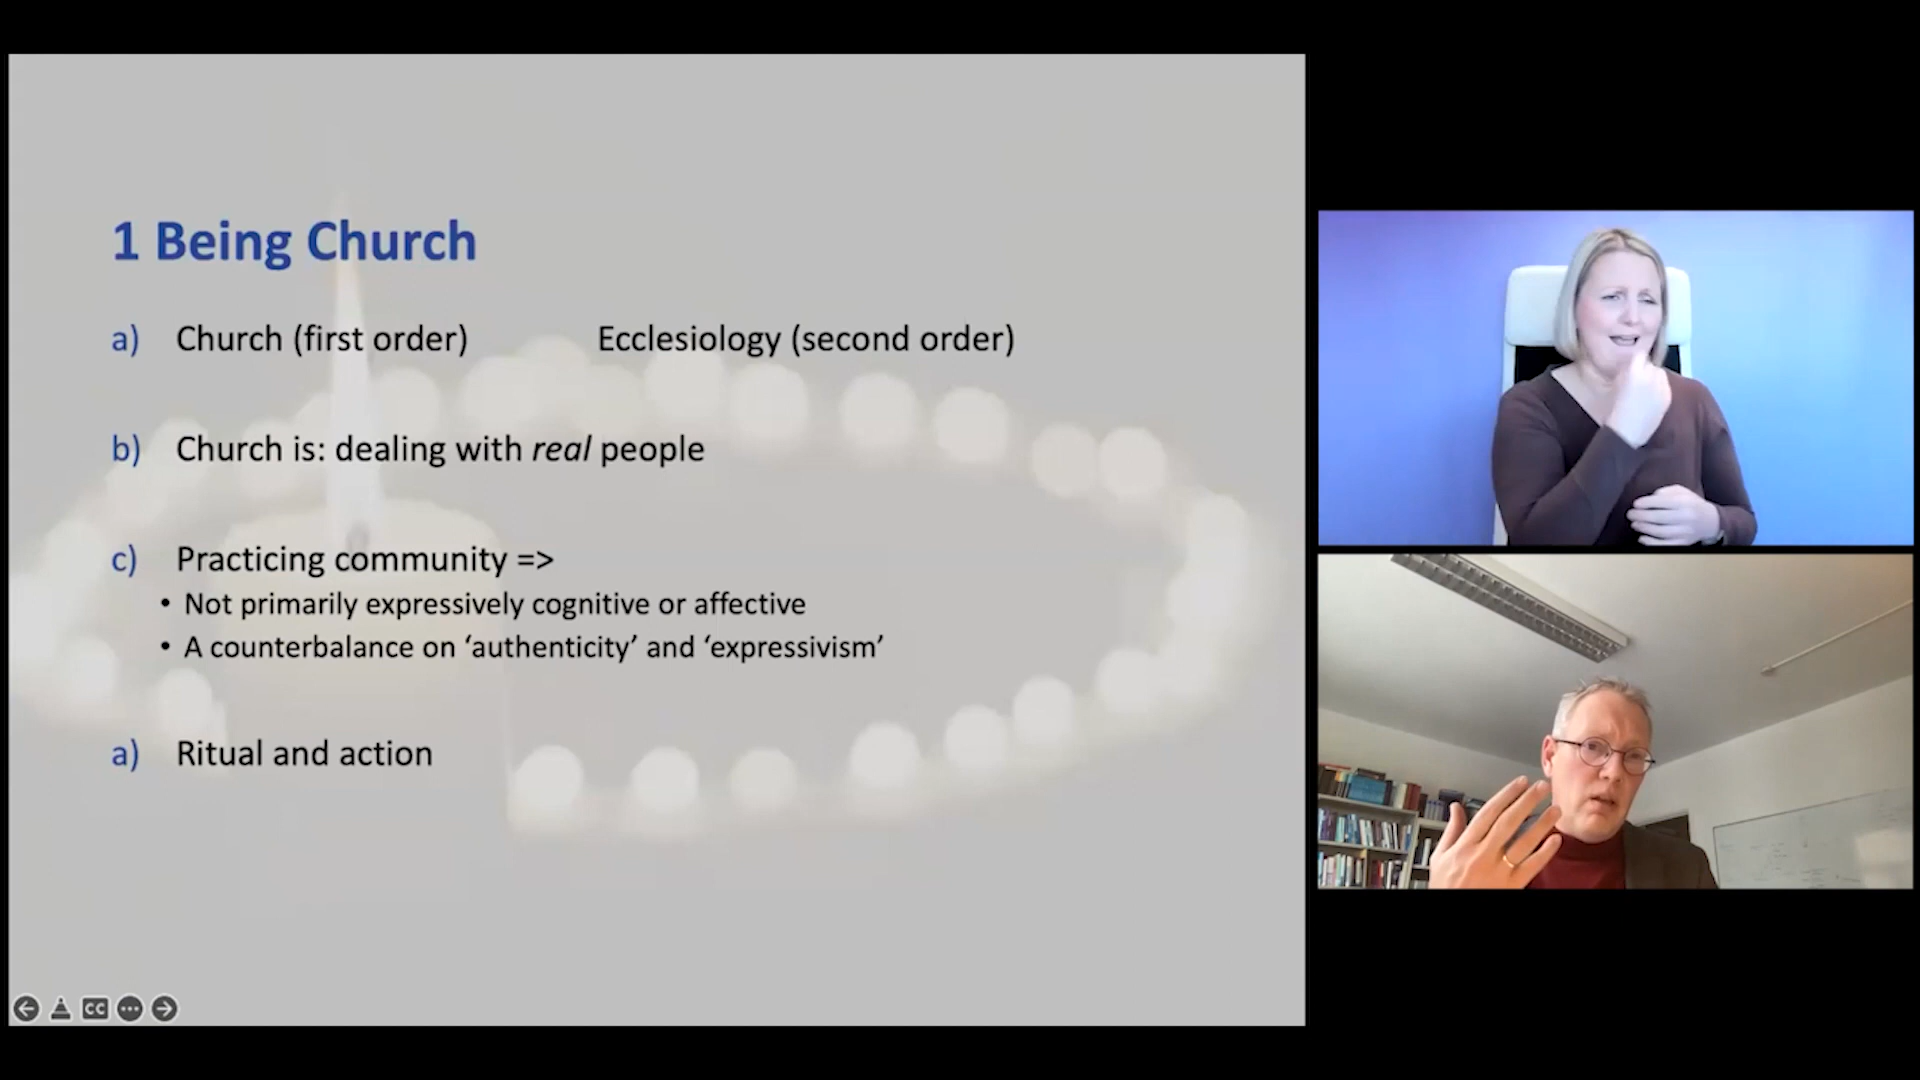 1 Being Church
a) Church (first order) Ecclesiology (second order)
b) Church is: dealing with real people
c) Practicing community =>
• Not primarily expressively cognitive or affective
• A counterbalance on ‘authenticity’ and ‘expressivism’
a) Ritual and action
CC